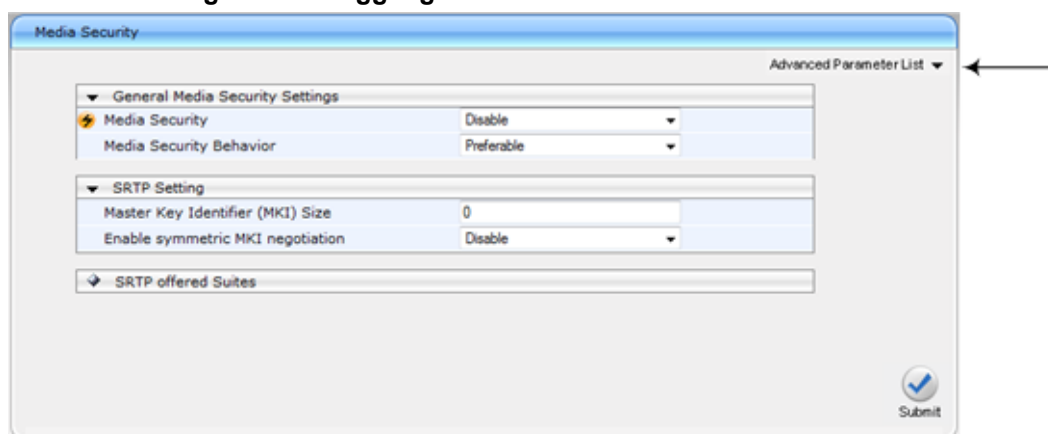 Media Security
Advanced Parameter List
General Media Security Settings
Media Security Disable
Media Security Behavior Preferable
SRTP Setting
Master Key Identifier (MKI) Size 0
Enable symmetric MKI negotiation Disable
SRTP offered Suites
Submit